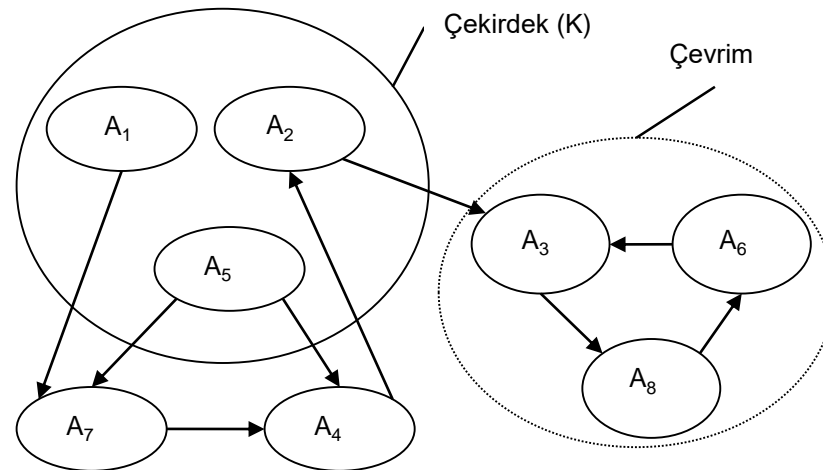 Çekirdek (K)
Çevrim
A₁
A₂
A₃
A₆
A₅
A₈
A₇
A₄